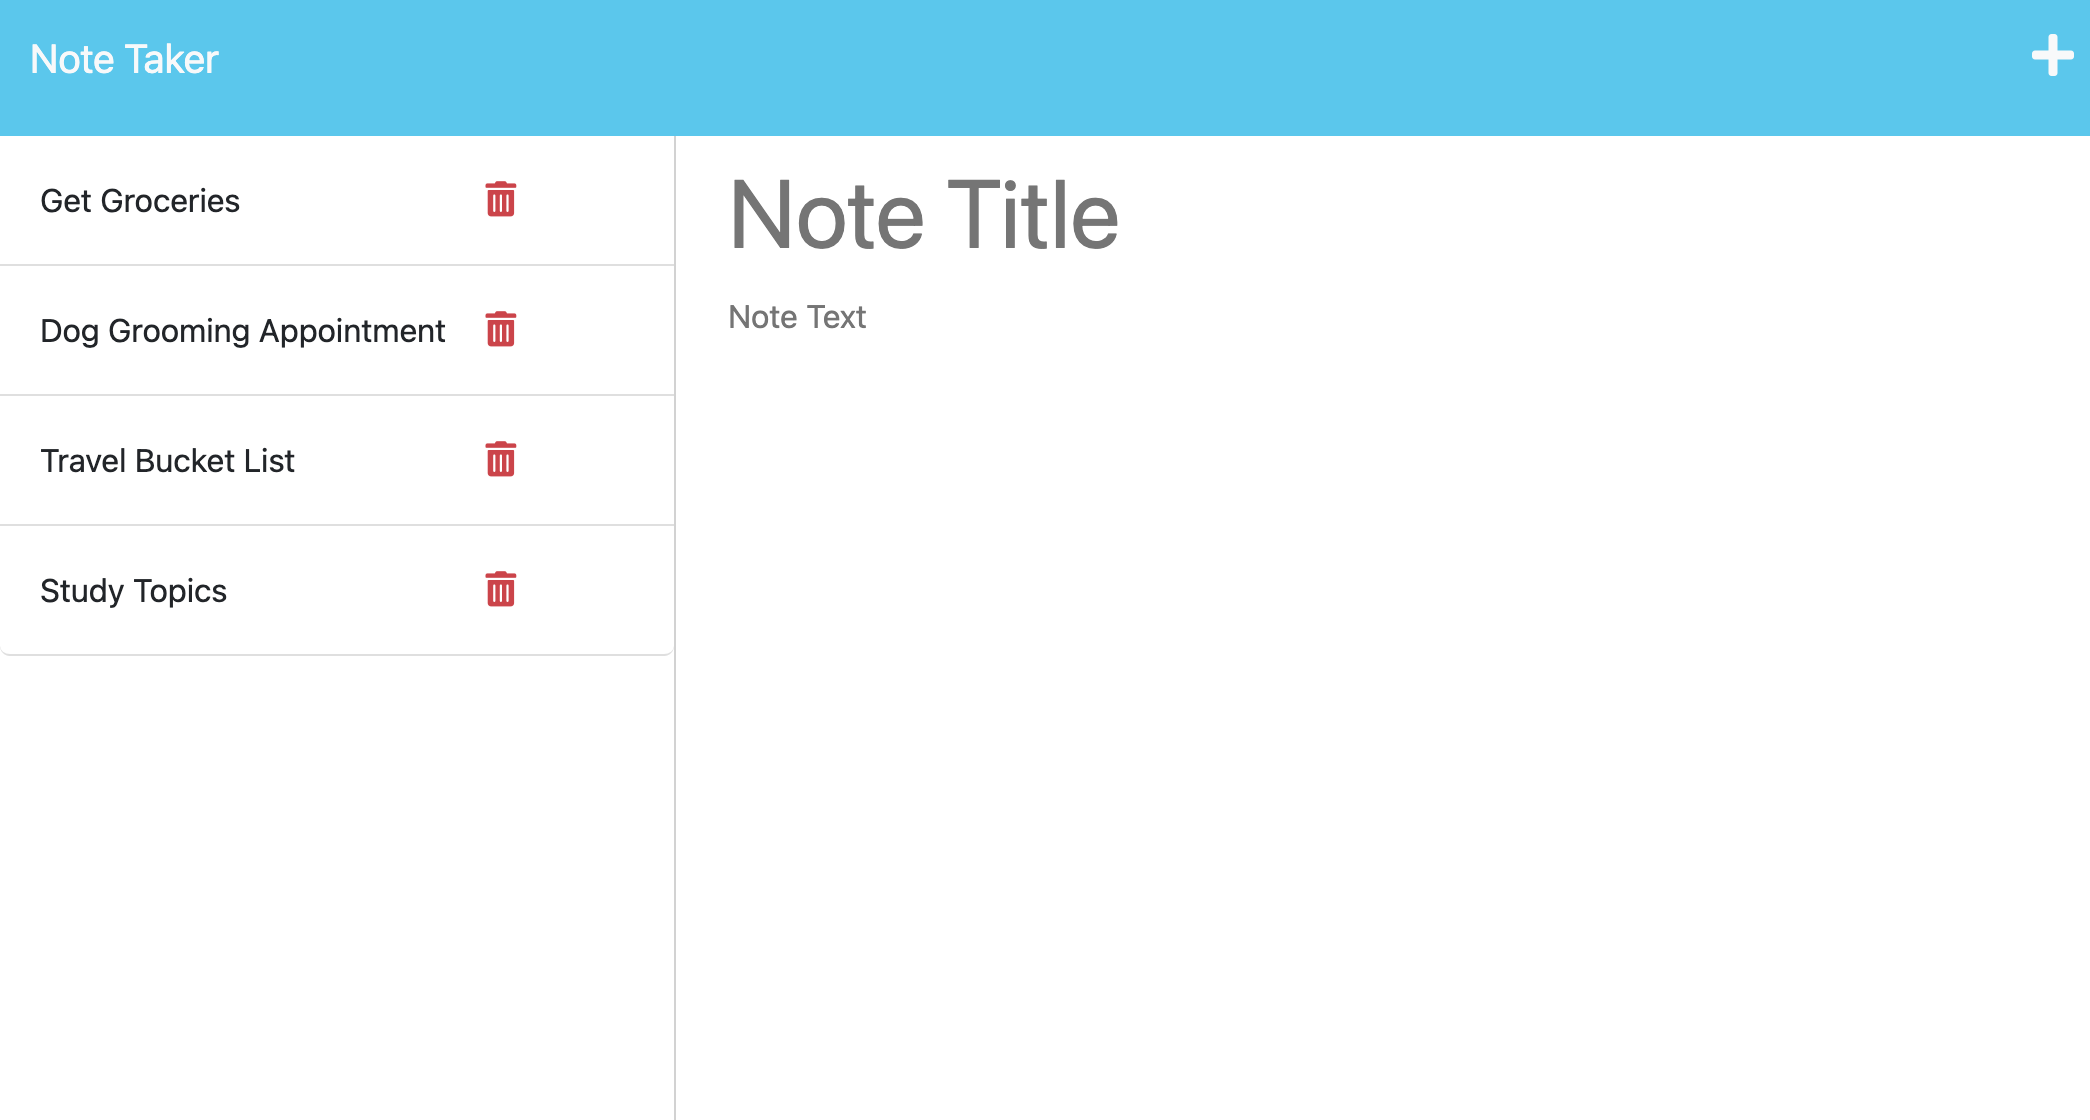 Note Taker
Get Groceries
Dog Grooming Appointment
Travel Bucket List
Study Topics
Note Title
Note Text